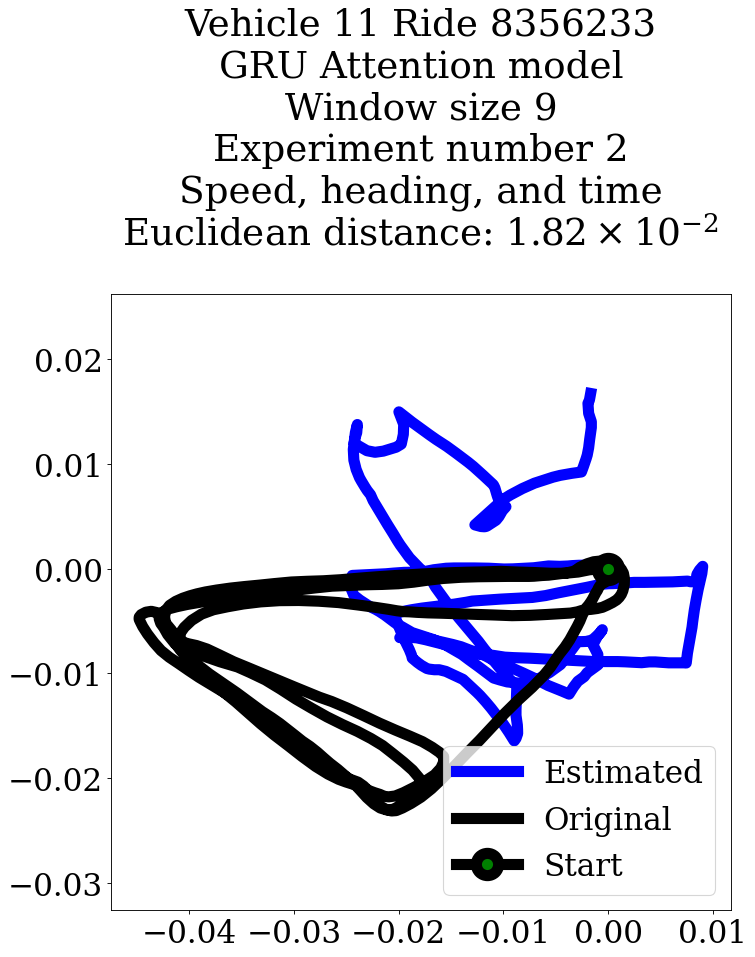 Vehicle 11 Ride 8356233
GRU Attention model
Window size 9
Experiment number 2
Speed, heading, and time
Euclidean distance: 1.82 × 10⁻²
0.02
0.01
0.00
−0.01
−0.02
−0.03
Estimated
Original
Start
−0.04 −0.03 −0.02 −0.01 0.00 0.01